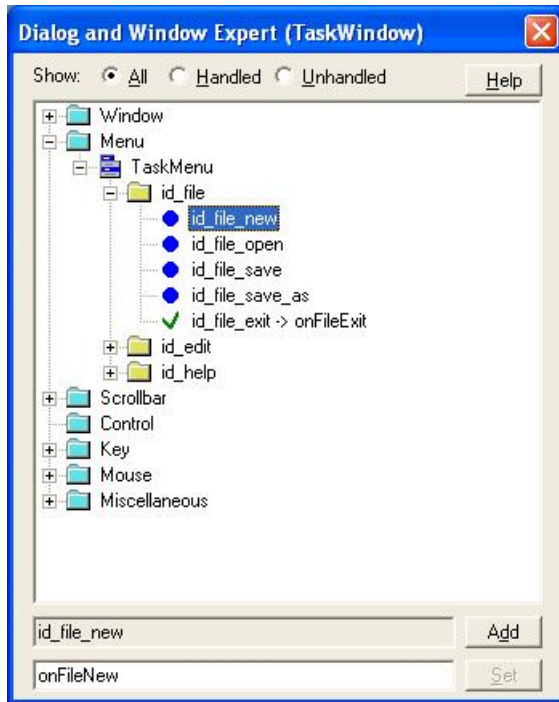 Dialog and Window Expert (TaskWindow)
Show: All Handled Unhandled Help
Window
Menu
TaskMenu
id_file
id_file_new
id_file_open
id_file_save
id_file_save_as
id_file_exit -> onFileExit
id_edit
id_help
Scrollbar
Control
Key
Mouse
Miscellaneous
id_file_new Add
onFileNew Set